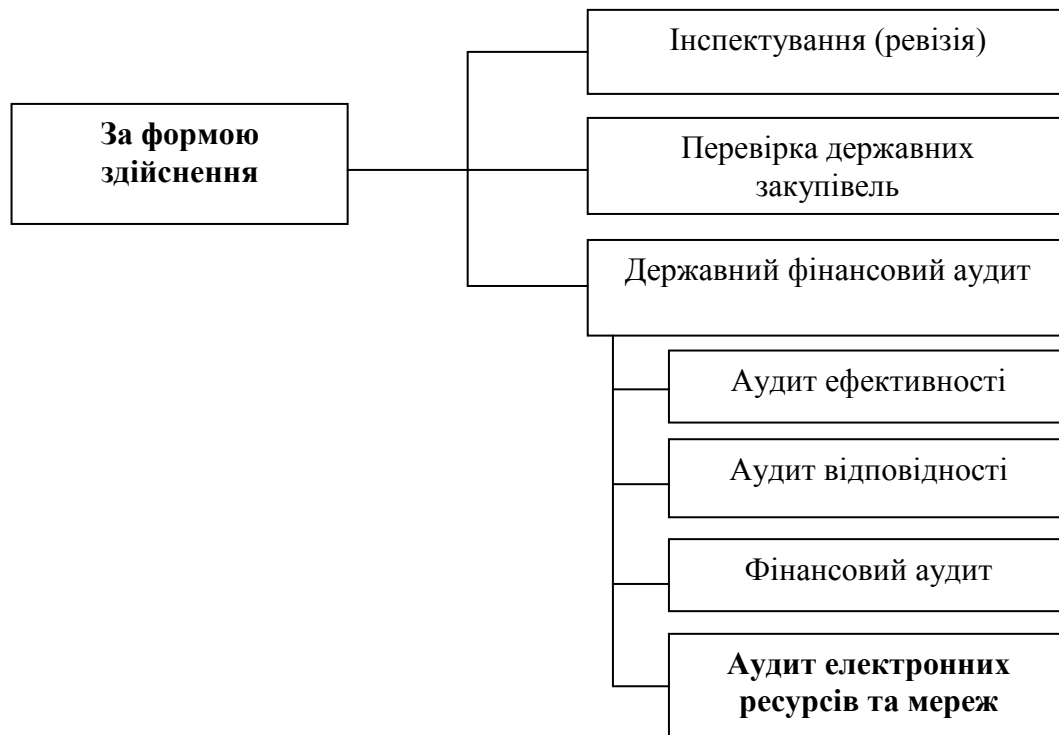 За формою
здійснення
Інспектування (ревізія)
Перевірка державних
закупівель
Державний фінансовий аудит
Аудит ефективності
Аудит відповідності
Фінансовий аудит
Аудит електронних
ресурсів та мереж